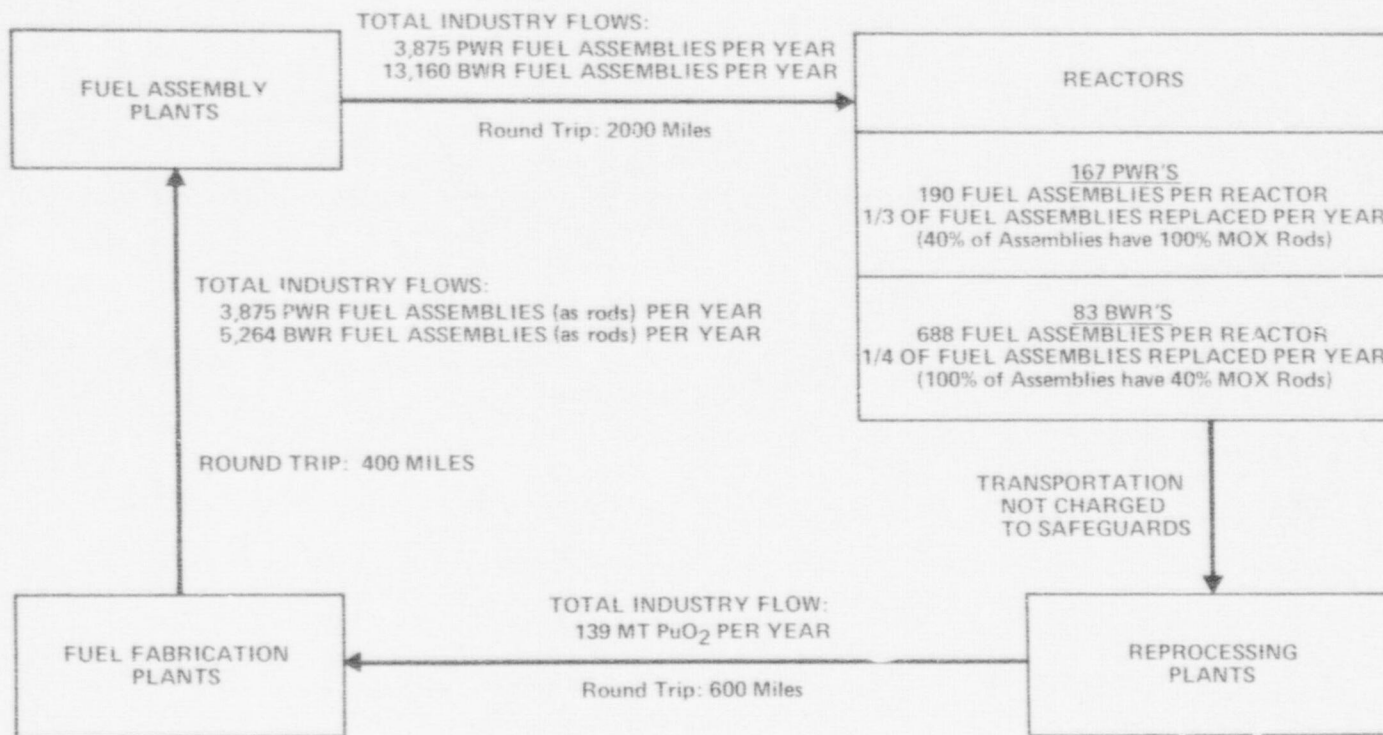 TOTAL INDUSTRY FLOWS:
3,875 PWR FUEL ASSEMBLIES PER YEAR
13,160 BWR FUEL ASSEMBLIES PER YEAR
FUEL ASSEMBLY
PLANTS
Round Trip: 2000 Miles
REACTORS
167 PWR'S
190 FUEL ASSEMBLIES PER REACTOR
1/3 OF FUEL ASSEMBLIES REPLACED PER YEAR
(40% of Assemblies have 100% MOX Rods)
83 BWR'S
688 FUEL ASSEMBLIES PER REACTOR
1/4 OF FUEL ASSEMBLIES REPLACED PER YEAR
(100% of Assemblies have 40% MOX Rods)
TOTAL INDUSTRY FLOWS:
3,875 PWR FUEL ASSEMBLIES (as rods) PER YEAR
5,264 BWR FUEL ASSEMBLIES (as rods) PER YEAR
ROUND TRIP: 400 MILES
TRANSPORTATION
NOT CHARGED
TO SAFEGUARDS
FUEL FABRICATION
PLANTS
TOTAL INDUSTRY FLOW:
139 MT PuO2 PER YEAR
Round Trip: 600 Miles
REPROCESSING
PLANTS